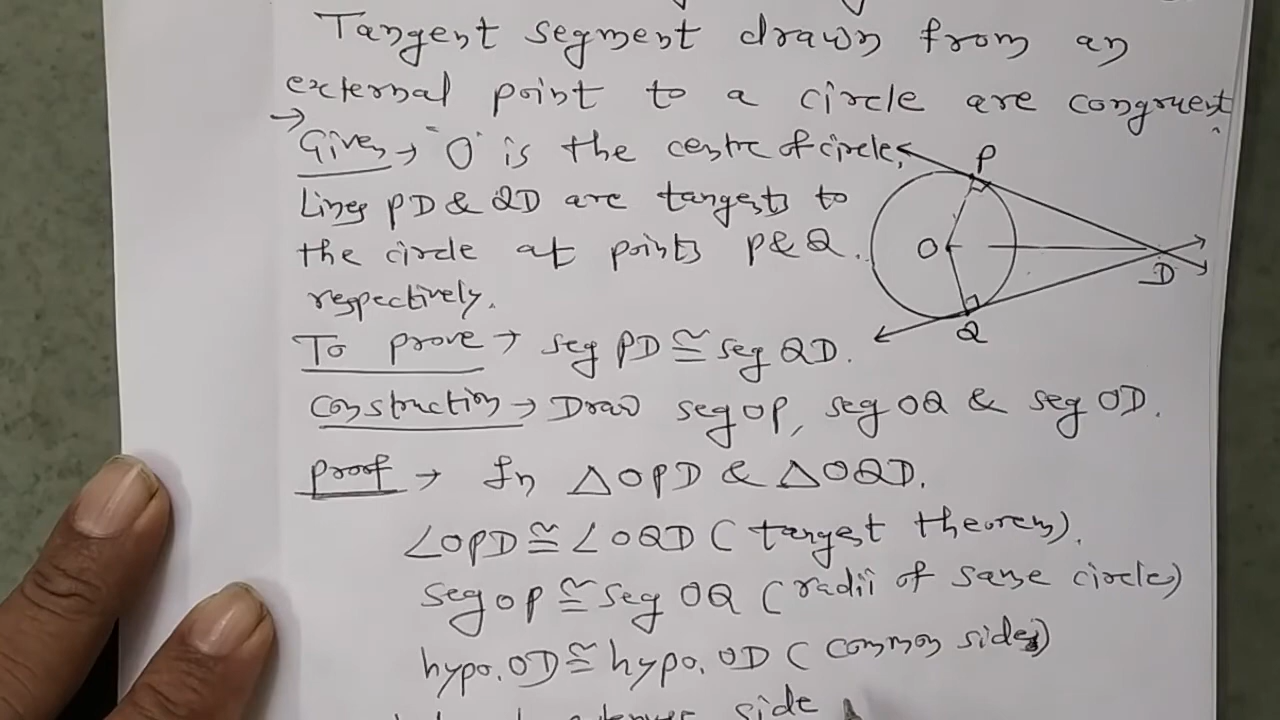 Tangent segment drawn from an
external point to a circle are congruent.
→ Given → "O" is the centre of circle,
Lines PD & QD are tangents to
the circle at points P & Q.
respectively.
P
O
D
Q
To prove → seg PD ≅ seg QD.
Construction → Draw seg OP, seg OQ & seg OD.
Proof → In △OPD & △OQD.
∠OPD ≅ ∠OQD (tangent theorem).
seg OP ≅ seg OQ (radii of same circle)
hypo. OD ≅ hypo. OD (common side)
side